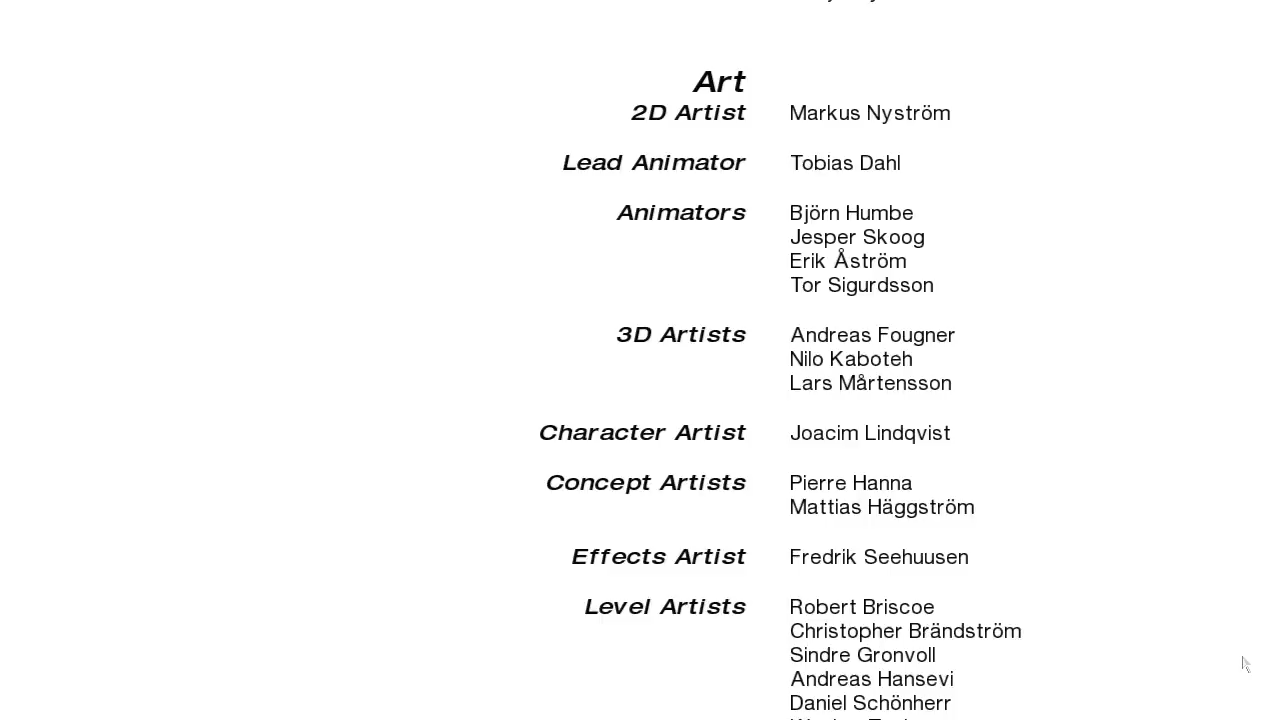 Art
2D Artist Markus Nyström
Lead Animator Tobias Dahl
Animators Björn Humbe
Jesper Skoog
Erik Åström
Tor Sigurdsson
3D Artists Andreas Fougner
Nilo Kaboteh
Lars Mårtensson
Character Artist Joacim Lindqvist
Concept Artists Pierre Hanna
Mattias Häggström
Effects Artist Fredrik Seehuusen
Level Artists Robert Briscoe
Christopher Brändström
Sindre Gronvoll
Andreas Hansevi
Daniel Schönherr